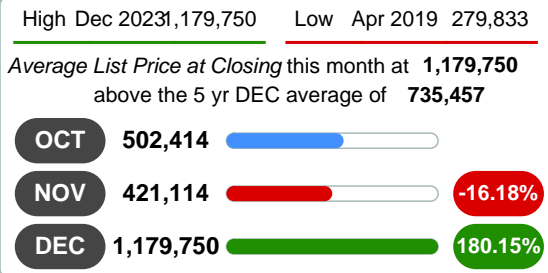 High Dec 2023 1,179,750 Low Apr 2019 279,833
Average List Price at Closing this month at 1,179,750
above the 5 yr DEC average of 735,457
OCT 502,414
NOV 421,114 -16.18%
DEC 1,179,750 180.15%